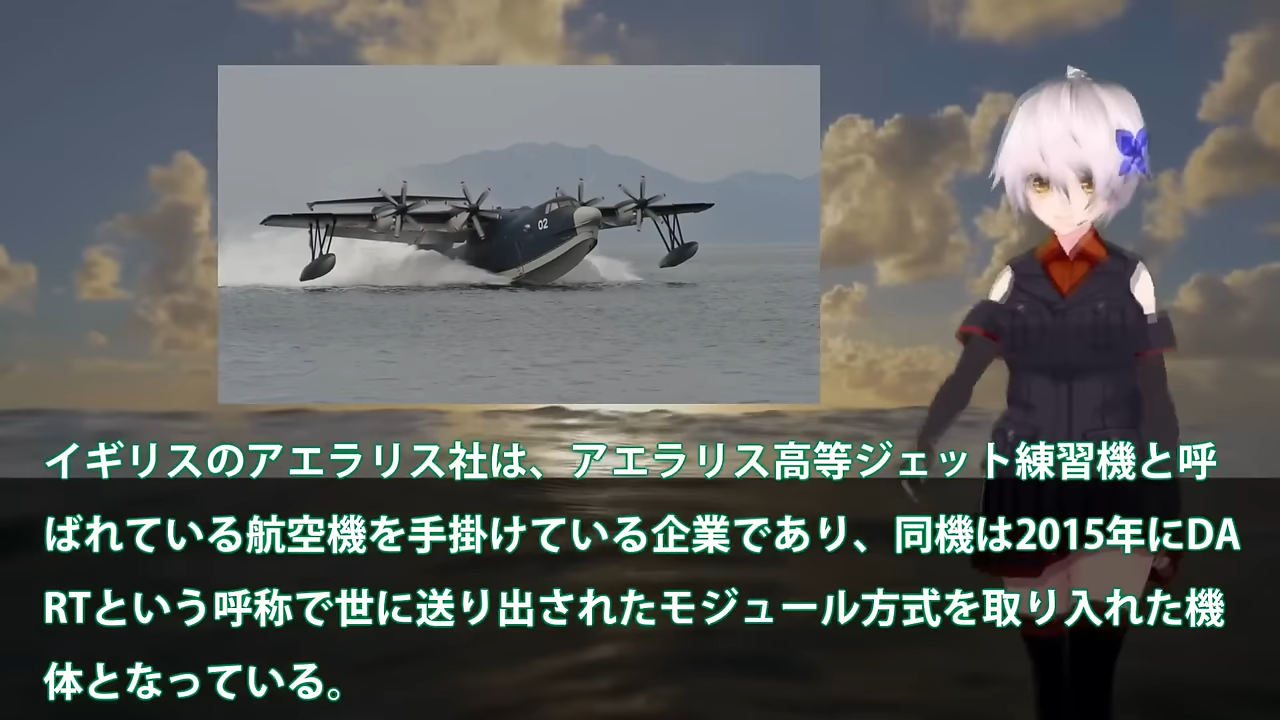 02
イギリスのアエラリス社は、アエラリス高等ジェット練習機と呼
ばれている航空機を手掛けている企業であり、同機は2015年にDA
RTという呼称で世に送り出されたモジュール方式を取り入れた機
体となっている。